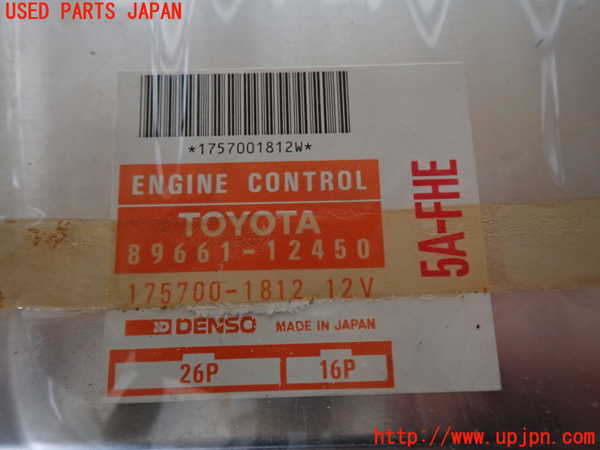 USED PARTS JAPAN
*1757001812W*
ENGINE CONTROL
TOYOTA
89661-12450
175700-1812 12V
DENSO MADE IN JAPAN
26P 16P
5A-FHE
http://www.upjpn.com/